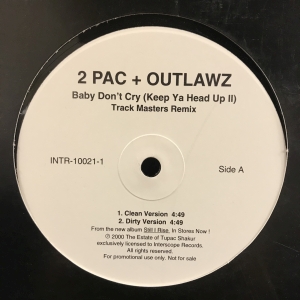 2 PAC + OUTLAWZ
Baby Don't Cry (Keep Ya Head Up II)
Track Masters Remix
INTR-10021-1
Side A
1. Clean Version 4:49
2. Dirty Version 4:49
From the new album Still I Rise, In Stores Now !
℗ 2000 The Estate of Tupac Shakur
exclusively licensed to Interscope Records.
All rights reserved.
For promotional use only. Not for sale